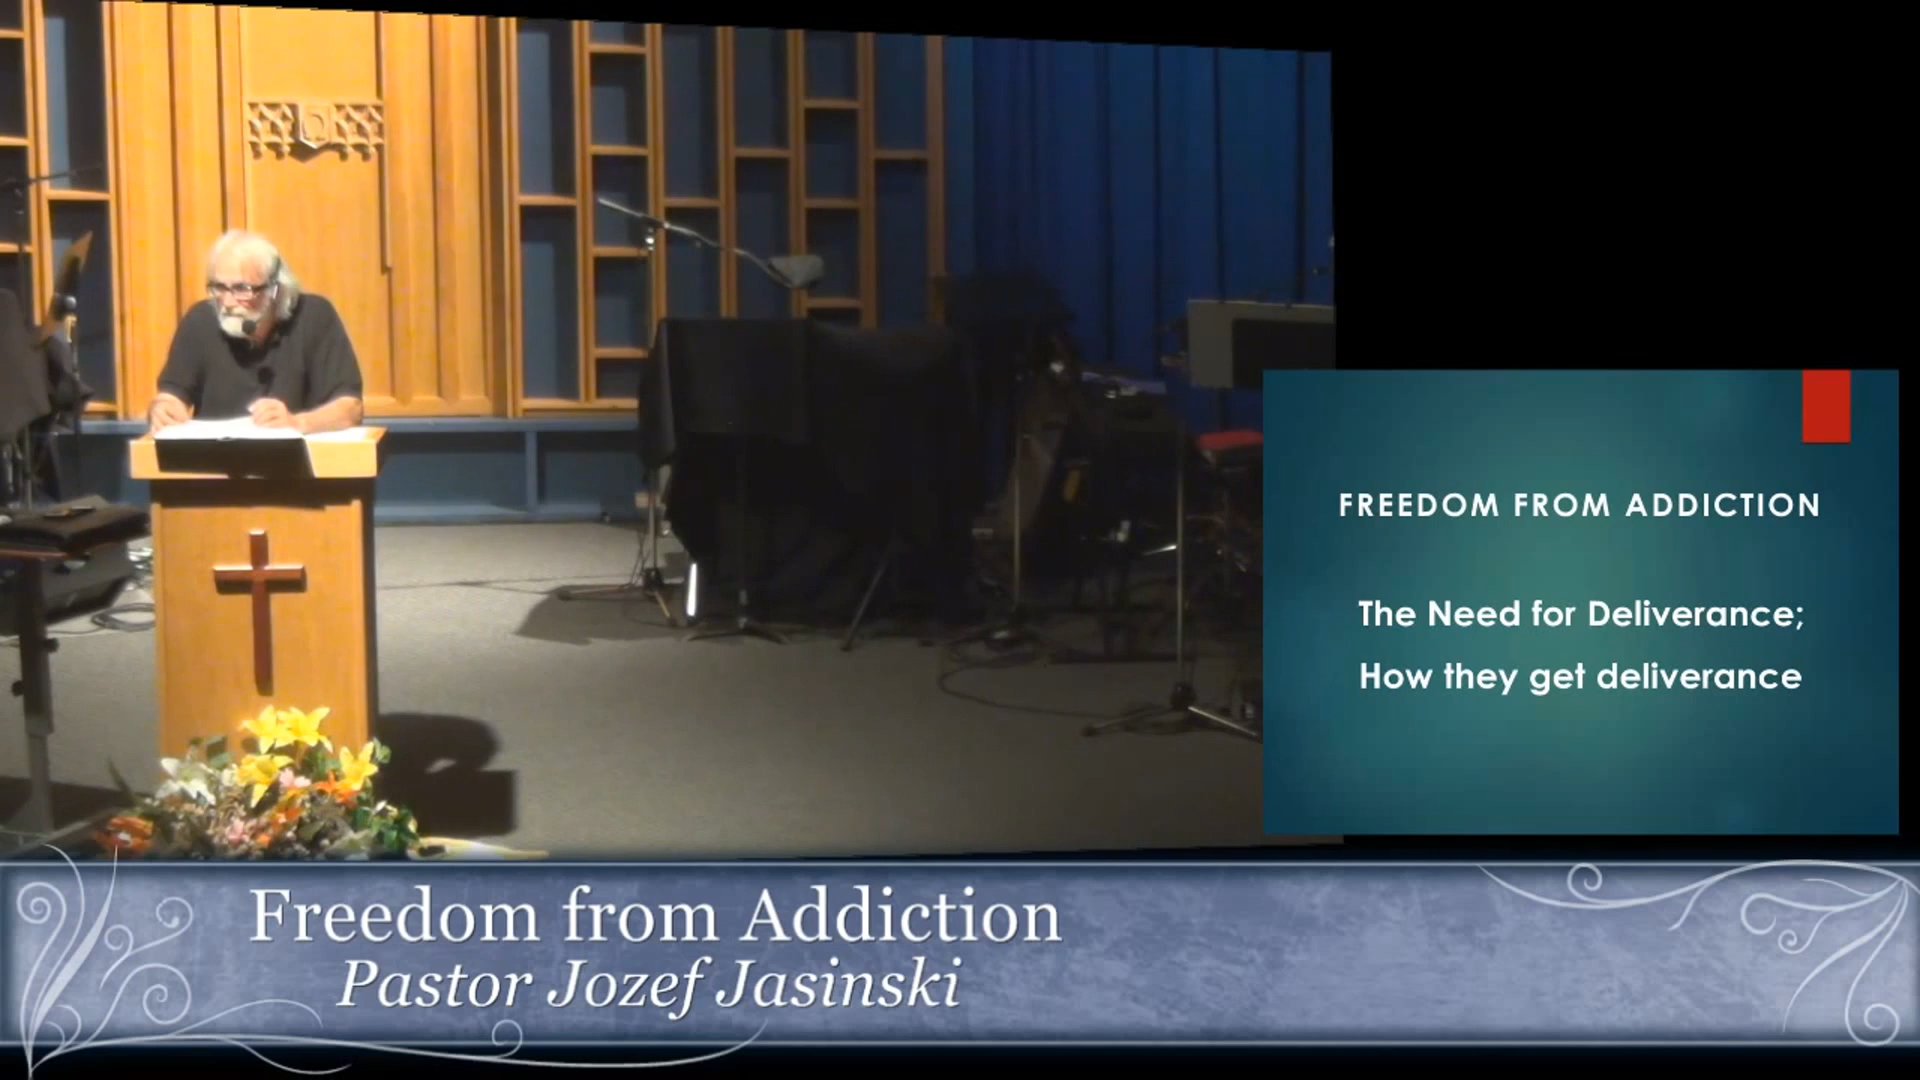 FREEDOM FROM ADDICTION
The Need for Deliverance;
How they get deliverance
Freedom from Addiction
Pastor Jozef Jasinski